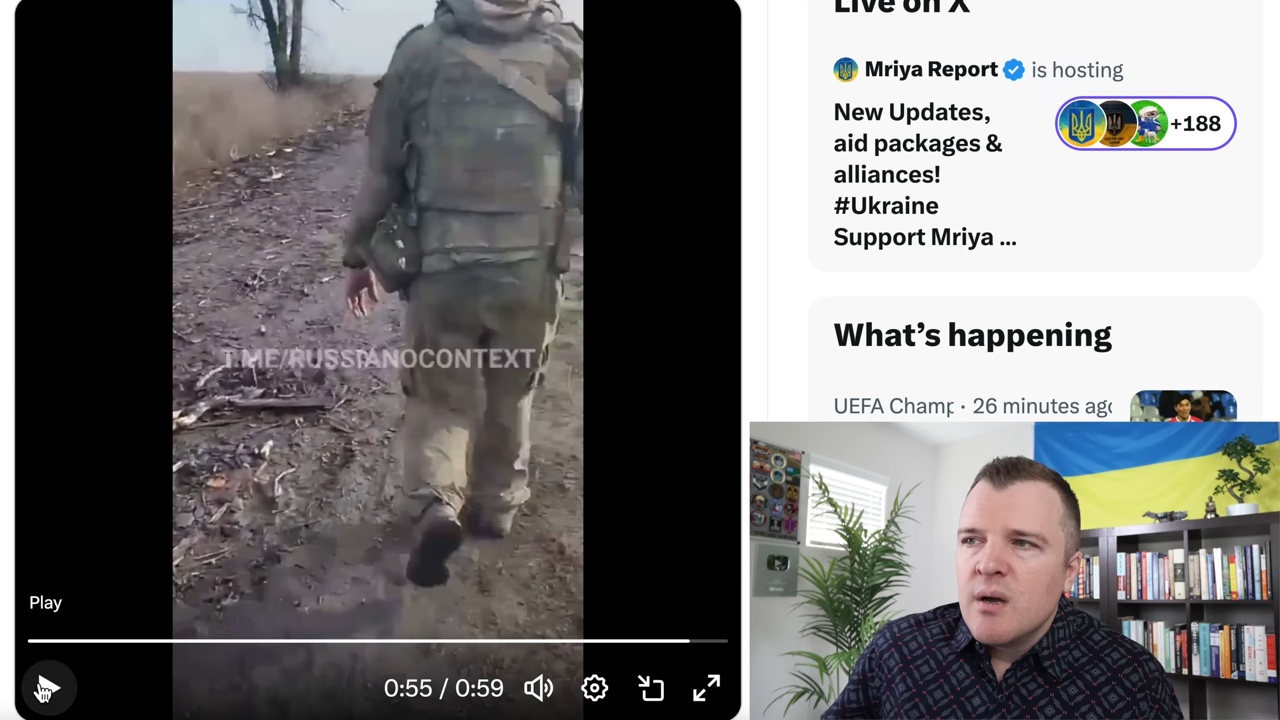 T.ME/RUSSIANOCONTEXT
Play
0:55 / 0:59
Live on X
Mriya Report is hosting
New Updates,
aid packages &
alliances!
#Ukraine
Support Mriya ...
+188
What's happening
UEFA Champ · 26 minutes ago